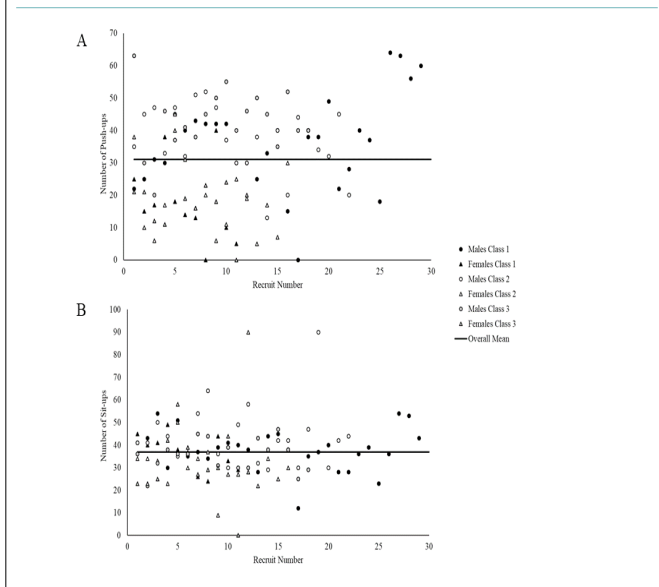 A
70
60
50
40
30
20
10
0
Number of Push-ups
0 5 10 15 20 25 30
Recruit Number
Males Class 1
Females Class 1
Males Class 2
Females Class 2
Males Class 3
Females Class 3
Overall Mean
B
100
90
80
70
60
50
40
30
20
10
0
Number of Sit-ups
0 5 10 15 20 25 30
Recruit Number